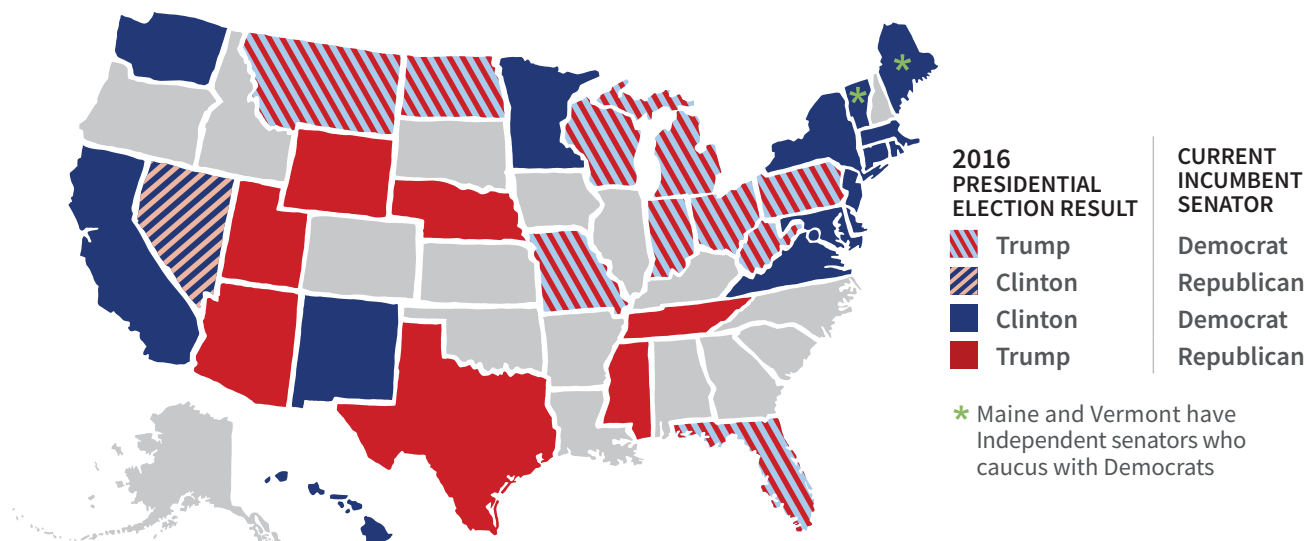 2016
PRESIDENTIAL
ELECTION RESULT
CURRENT
INCUMBENT
SENATOR
Trump Democrat
Clinton Republican
Clinton Democrat
Trump Republican
* Maine and Vermont have
Independent senators who
caucus with Democrats
*
*